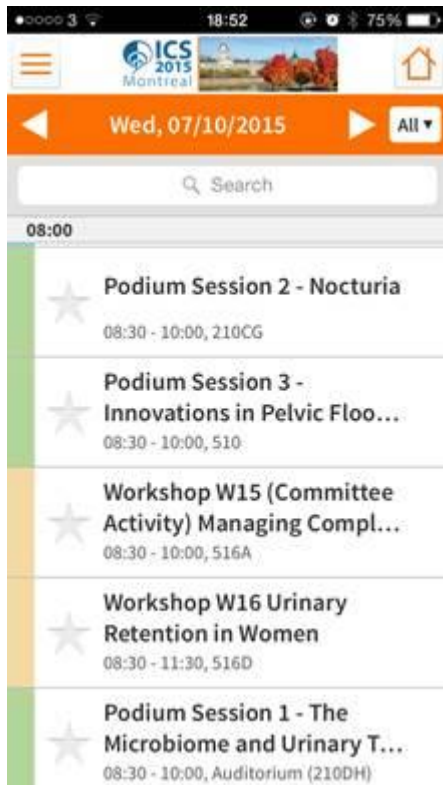 3 18:52 75%
ICS
2015
Montreal
Wed, 07/10/2015 All
Search
08:00
Podium Session 2 - Nocturia
08:30 - 10:00, 210CG
Podium Session 3 -
Innovations in Pelvic Floo...
08:30 - 10:00, 510
Workshop W15 (Committee
Activity) Managing Compl...
08:30 - 10:00, 516A
Workshop W16 Urinary
Retention in Women
08:30 - 11:30, 516D
Podium Session 1 - The
Microbiome and Urinary T...
08:30 - 10:00, Auditorium (210DH)